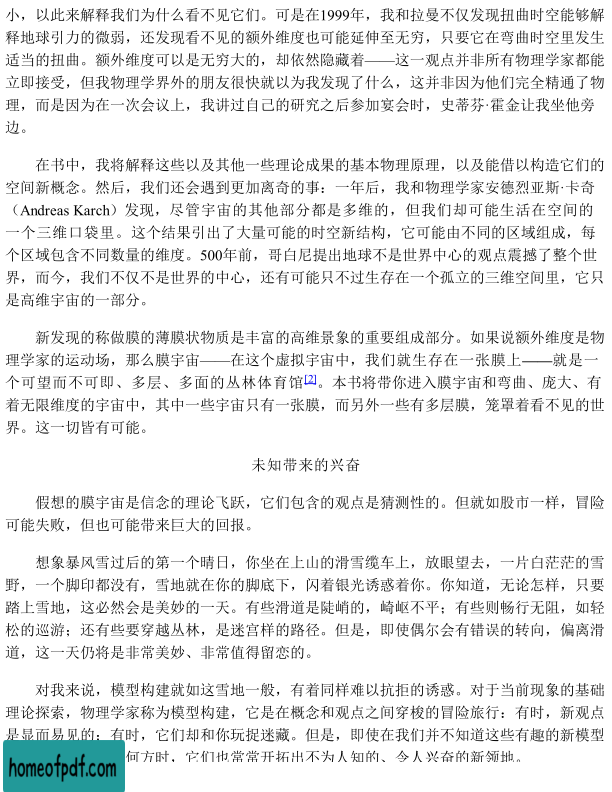 小，以此来解释我们为什么看不见它们。可是在1999年，我和拉曼不仅发现扭曲时空能够解
释地球引力的微弱，还发现看不见的额外维度也可能延伸至无穷，只要它在弯曲时空里发生
适当的扭曲。额外维度可以是无穷大的，却依然隐藏着——这一观点并非所有物理学家都能
立即接受，但我物理学界外的朋友很快就以为我发现了什么，这并非因为他们完全精通了物
理，而是因为在一次会议上，我讲过自己的研究之后参加宴会时，史蒂芬·霍金让我坐他旁
边。
在书中，我将解释这些以及其他一些理论成果的基本物理原理，以及能借以构造它们的
空间新概念。然后，我们还会遇到更加离奇的事：一年后，我和物理学家安德烈亚斯·卡奇
（Andreas Karch）发现，尽管宇宙的其他部分都是多维的，但我们却可能生活在空间的
一个三维口袋里。这个结果引出了大量可能的时空新结构，它可能由不同的区域组成，每
个区域包含不同数量的维度。500年前，哥白尼提出地球不是世界中心的观点震撼了整个世
界，而今，我们不仅不是世界的中心，还有可能只不过生存在一个孤立的三维空间里，它只
是高维宇宙的一部分。
新发现的称做膜的薄膜状物质是丰富的高维景象的重要组成部分。如果说额外维度是物
理学家的运动场，那么膜宇宙——在这个虚拟宇宙中，我们就生存在一张膜上——就是一
个可望而不可即、多层、多面的丛林体育馆[2]。本书将带你进入膜宇宙和弯曲、庞大、有
着无限维度的宇宙中，其中一些宇宙只有一张膜，而另外一些有多层膜，笼罩着看不见的世
界。这一切皆有可能。
未知带来的兴奋
假想的膜宇宙是信念的理论飞跃，它们包含的观点是猜测性的。但就如股市一样，冒险
可能失败，但也可能带来巨大的回报。
想象暴风雪过后的第一个晴日，你坐在上山的滑雪缆车上，放眼望去，一片白茫茫的雪
野，一个脚印都没有，雪地就在你的脚底下，闪着银光诱惑着你。你知道，无论怎样，只要
踏上雪地，这必然会是美妙的一天。有些滑道是陡峭的，崎岖不平；有些则畅行无阻，如轻
松的巡游；还有些要穿越丛林，是迷宫样的路径。但是，即使偶尔会有错误的转向，偏离滑
道，这一天仍将是非常美妙、非常值得留恋的。
对我来说，模型构建就如这雪地一般，有着同样难以抗拒的诱惑。对于当前现象的基础
理论探索，物理学家称为模型构建，它是在概念和观点之间穿梭的冒险旅行：有时，新观点
是显而易见的；有时，它们却和你玩捉迷藏。但是，即使在我们并不知道这些有趣的新模型
何方时，它们也常常开拓出不为人知的、令人兴奋的新领地。
homeofpdf.com